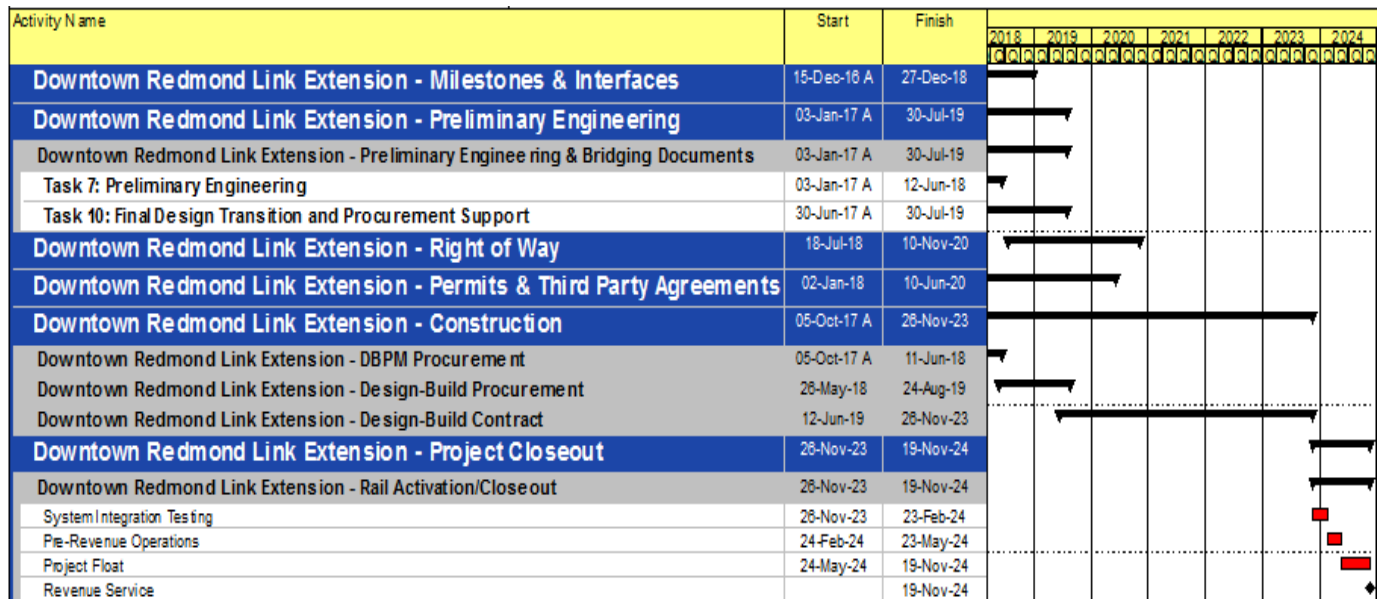 Activity Name Start Finish
2018 2019 2020 2021 2022 2023 2024
Q Q Q Q Q Q Q Q Q Q Q Q Q Q Q Q Q Q Q Q Q Q Q Q Q Q Q
Downtown Redmond Link Extension - Milestones & Interfaces 15-Dec-16 A 27-Dec-18
Downtown Redmond Link Extension - Preliminary Engineering 03-Jan-17 A 30-Jul-19
Downtown Redmond Link Extension - Preliminary Engineering & Bridging Documents 03-Jan-17 A 30-Jul-19
Task 7: Preliminary Engineering 03-Jan-17 A 12-Jun-18
Task 10: Final Design Transition and Procurement Support 30-Jun-17 A 30-Jul-19
Downtown Redmond Link Extension - Right of Way 18-Jul-18 10-Nov-20
Downtown Redmond Link Extension - Permits & Third Party Agreements 02-Jan-18 10-Jun-20
Downtown Redmond Link Extension - Construction 05-Oct-17 A 26-Nov-23
Downtown Redmond Link Extension - DBPM Procurement 05-Oct-17 A 11-Jun-18
Downtown Redmond Link Extension - Design-Build Procurement 26-May-18 24-Aug-19
Downtown Redmond Link Extension - Design-Build Contract 12-Jun-19 26-Nov-23
Downtown Redmond Link Extension - Project Closeout 26-Nov-23 19-Nov-24
Downtown Redmond Link Extension - Rail Activation/Closeout 26-Nov-23 19-Nov-24
System Integration Testing 26-Nov-23 23-Feb-24
Pre-Revenue Operations 24-Feb-24 23-May-24
Project Float 24-May-24 19-Nov-24
Revenue Service 19-Nov-24